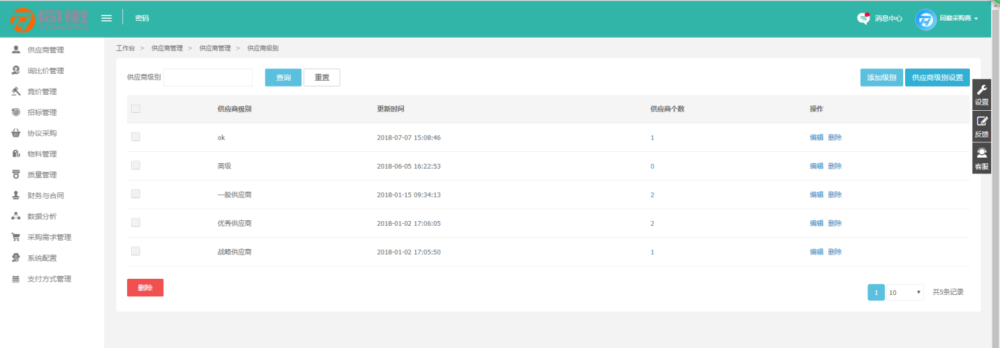 同徽 密码 消息中心 同徽采购商
TONGHUI
供应商管理
询比价管理
竞价管理
招标管理
协议采购
物料管理
质量管理
财务与合同
数据分析
采购需求管理
系统配置
支付方式管理
工作台 > 供应商管理 > 供应商管理 > 供应商级别
供应商级别 查询 重置 添加级别 供应商级别设置
供应商级别 更新时间 供应商个数 操作
ok 2018-07-07 15:08:46 1 编辑 删除
高级 2018-06-05 16:22:53 0 编辑 删除
一般供应商 2018-01-15 09:34:13 2 编辑 删除
优秀供应商 2018-01-02 17:06:05 2 编辑 删除
战略供应商 2018-01-02 17:05:50 1 编辑 删除
删除 1 10 共5条记录
设置
反馈
客服